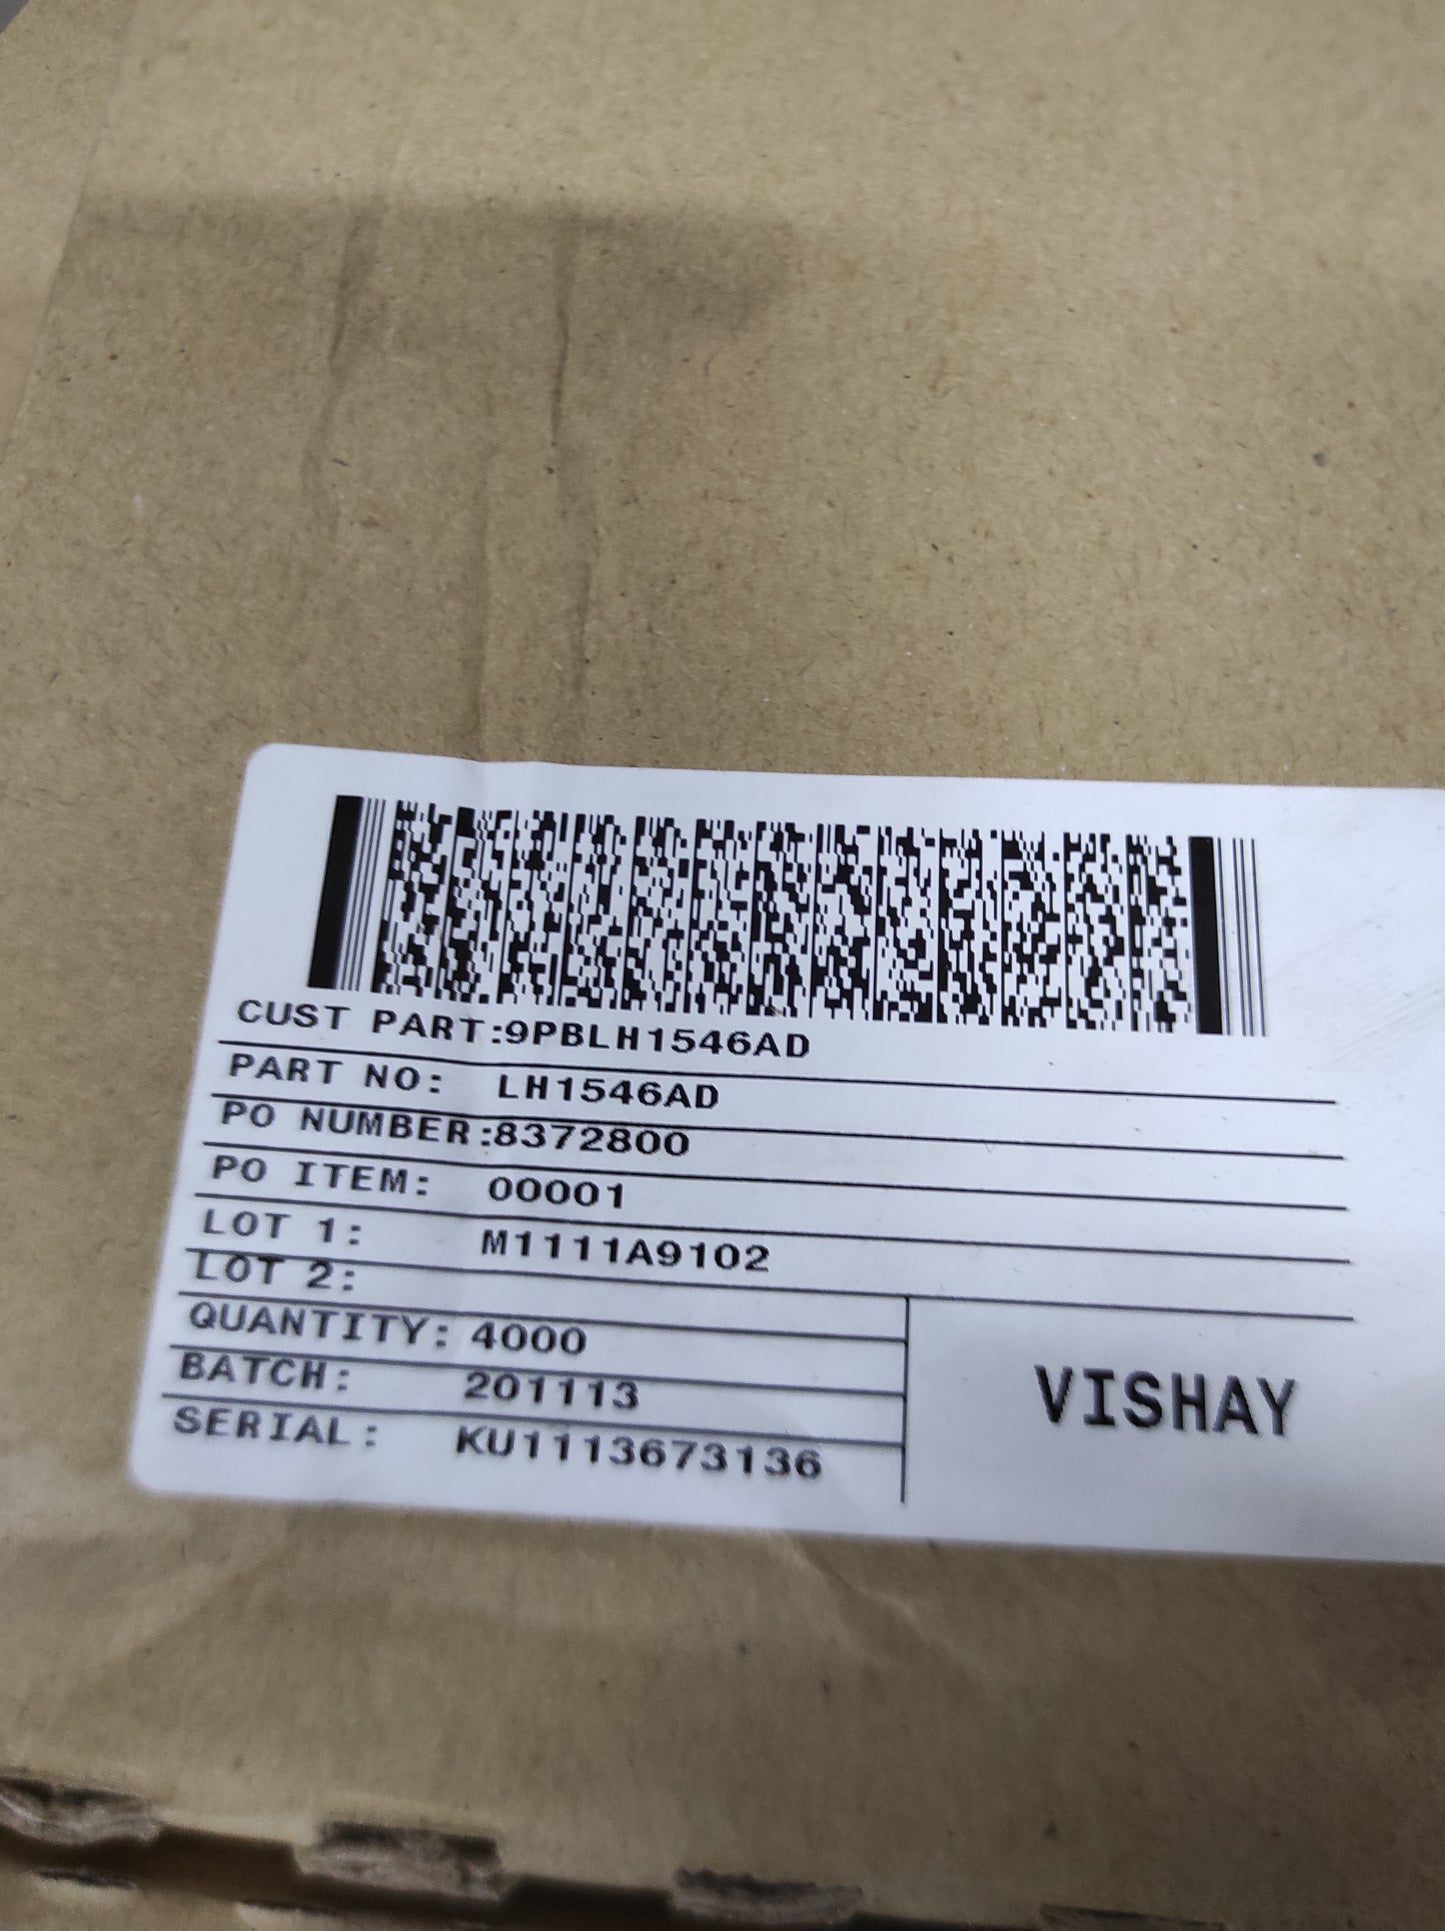 CUST PART:9PBLH1546AD
PART NO: LH1546AD
PO NUMBER:8372800
PO ITEM: 00001
LOT 1: M1111A9102
LOT 2:
QUANTITY: 4000
BATCH: 201113
SERIAL: KU1113673136
VISHAY